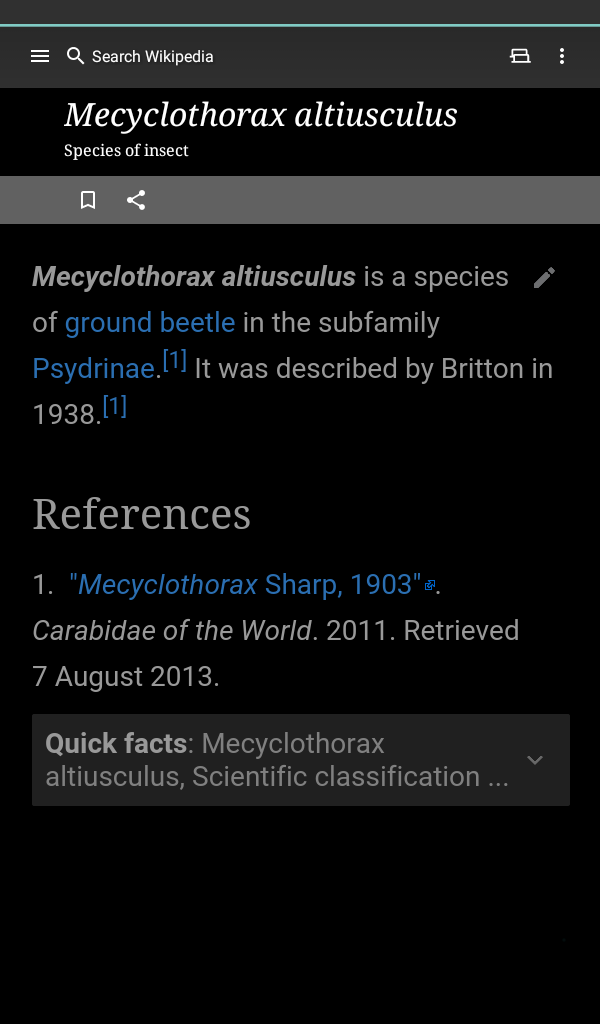 Search Wikipedia
Mecyclothorax altiusculus
Species of insect
Mecyclothorax altiusculus is a species
of ground beetle in the subfamily
Psydrinae.[1] It was described by Britton in
1938.[1]
References
1. "Mecyclothorax Sharp, 1903".
Carabidae of the World. 2011. Retrieved
7 August 2013.
Quick facts: Mecyclothorax
altiusculus, Scientific classification ...